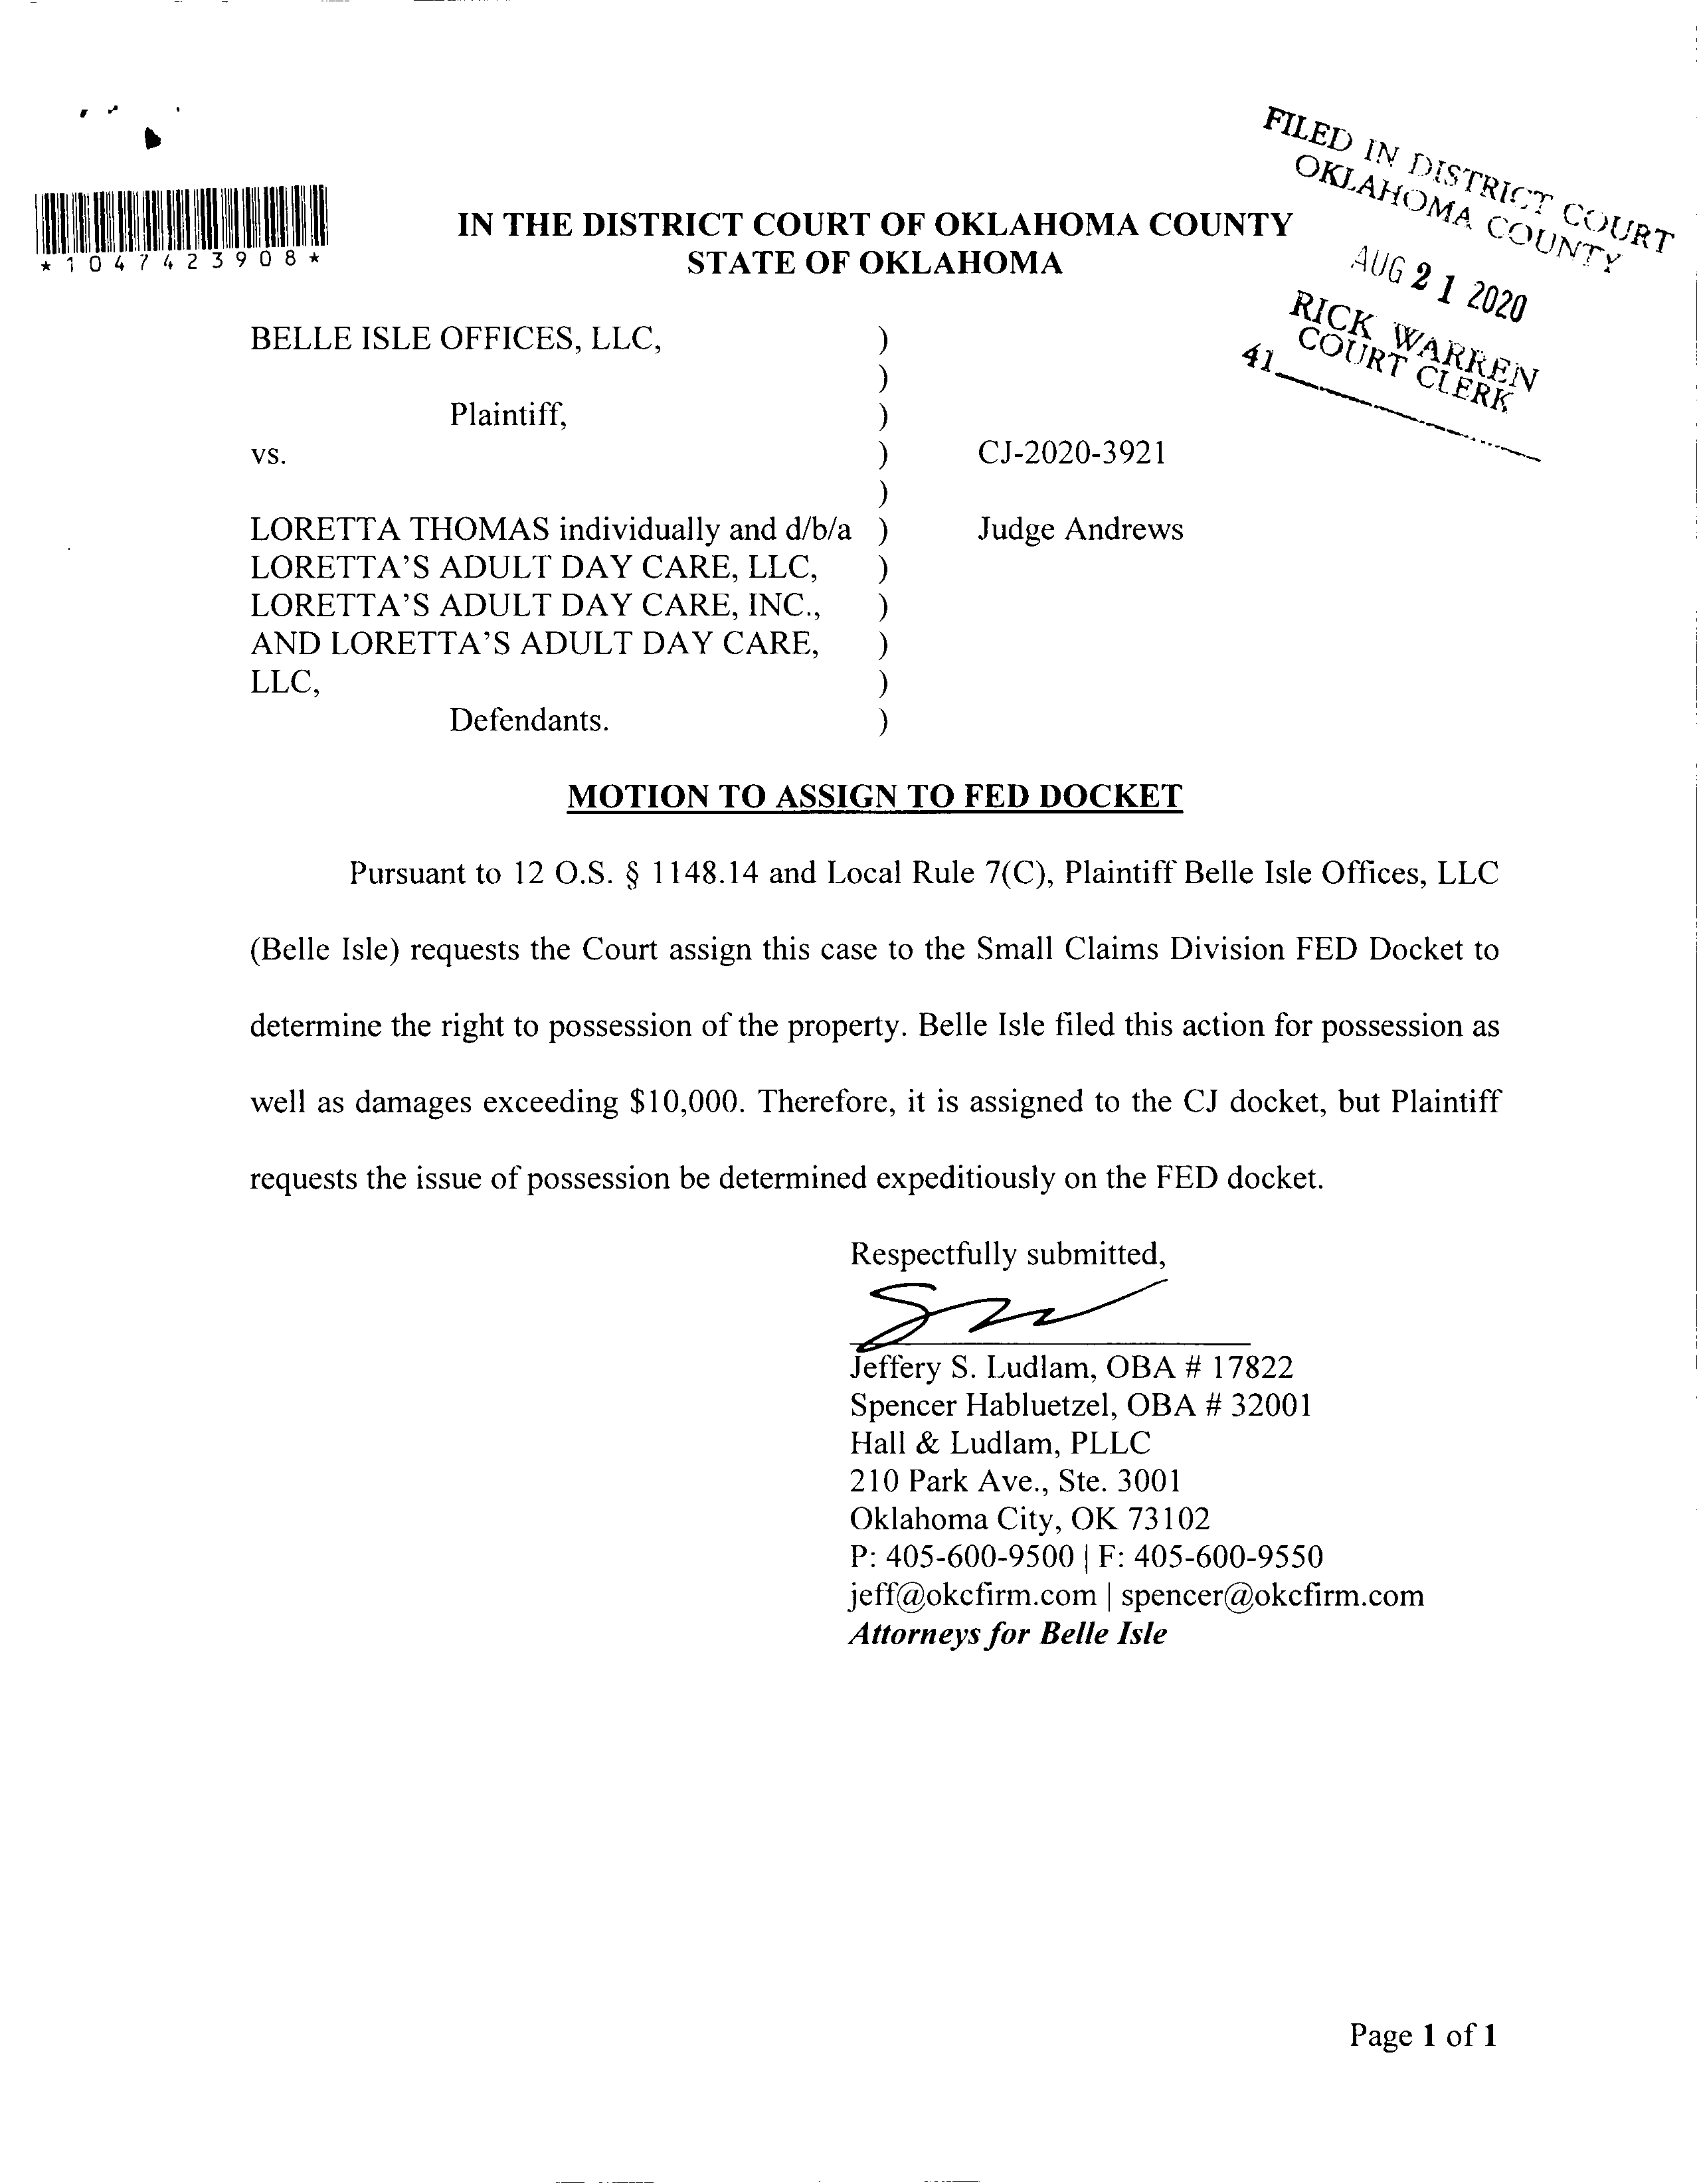 FILED IN DISTRICT COURT
OKLAHOMA COUNTY
AUG 21 2020
RICK WARREN
COURT CLERK
41
*1047423908*
IN THE DISTRICT COURT OF OKLAHOMA COUNTY
STATE OF OKLAHOMA
BELLE ISLE OFFICES, LLC, )
)
Plaintiff, )
vs. ) CJ-2020-3921
)
LORETTA THOMAS individually and d/b/a ) Judge Andrews
LORETTA'S ADULT DAY CARE, LLC, )
LORETTA'S ADULT DAY CARE, INC., )
AND LORETTA'S ADULT DAY CARE, )
LLC, )
Defendants. )
MOTION TO ASSIGN TO FED DOCKET
Pursuant to 12 O.S. § 1148.14 and Local Rule 7(C), Plaintiff Belle Isle Offices, LLC
(Belle Isle) requests the Court assign this case to the Small Claims Division FED Docket to
determine the right to possession of the property. Belle Isle filed this action for possession as
well as damages exceeding $10,000. Therefore, it is assigned to the CJ docket, but Plaintiff
requests the issue of possession be determined expeditiously on the FED docket.
Respectfully submitted,
Jeffery S. Ludlam, OBA # 17822
Spencer Habluetzel, OBA # 32001
Hall & Ludlam, PLLC
210 Park Ave., Ste. 3001
Oklahoma City, OK 73102
P: 405-600-9500 | F: 405-600-9550
jeff@okcfirm.com | spencer@okcfirm.com
Attorneys for Belle Isle
Page 1 of 1